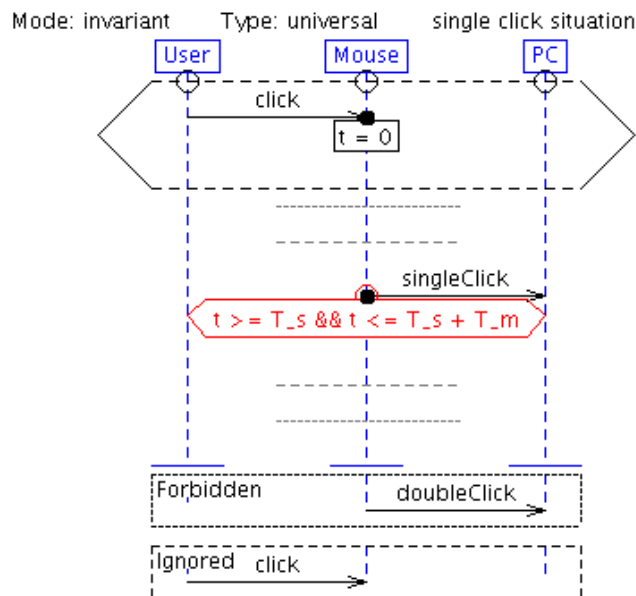 Mode: invariant Type: universal single click situation
User Mouse PC
click
t = 0
singleClick
t >= T_s && t <= T_s + T_m
Forbidden
doubleClick
Ignored
click